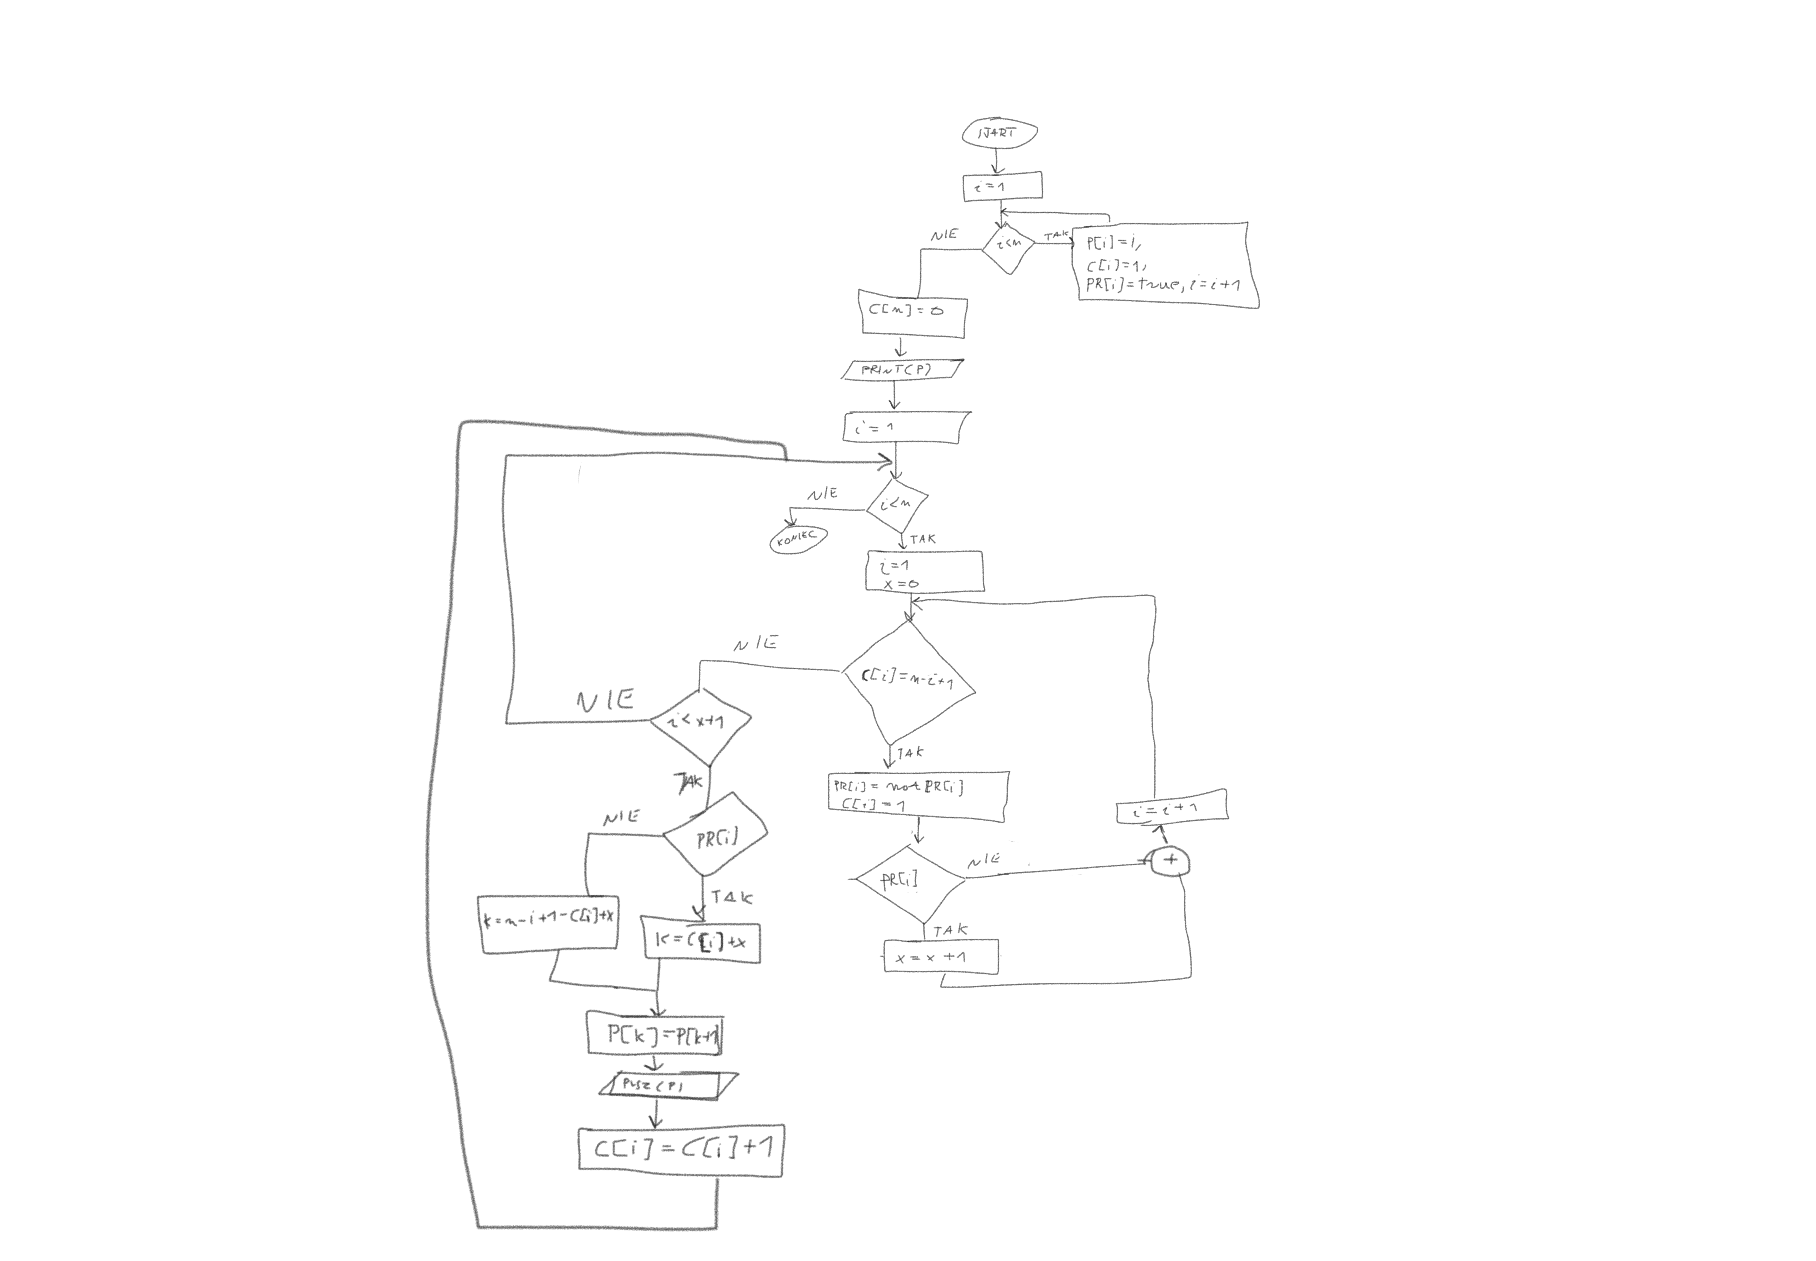 START
i=1
i<n
NIE
TAK
P[i]=i,
C[i]=1,
PR[i]=true, i=i+1
C[n]=0
PRINT(P)
i=1
i<n
NIE
KONIEC
TAK
i=1
x=0
C[i]=n-i+1
NIE
TAK
i<x+1
NIE
TAK
PR[i]=not PR[i]
C[i]=1
i=i+1
PR[i]
NIE
TAK
PR[i]
NIE
+
TAK
k=n-i+1-C[i]+x
k=C[i]+x
x=x+1
P[k]=P[k+1]
C[i]=C[i]+1